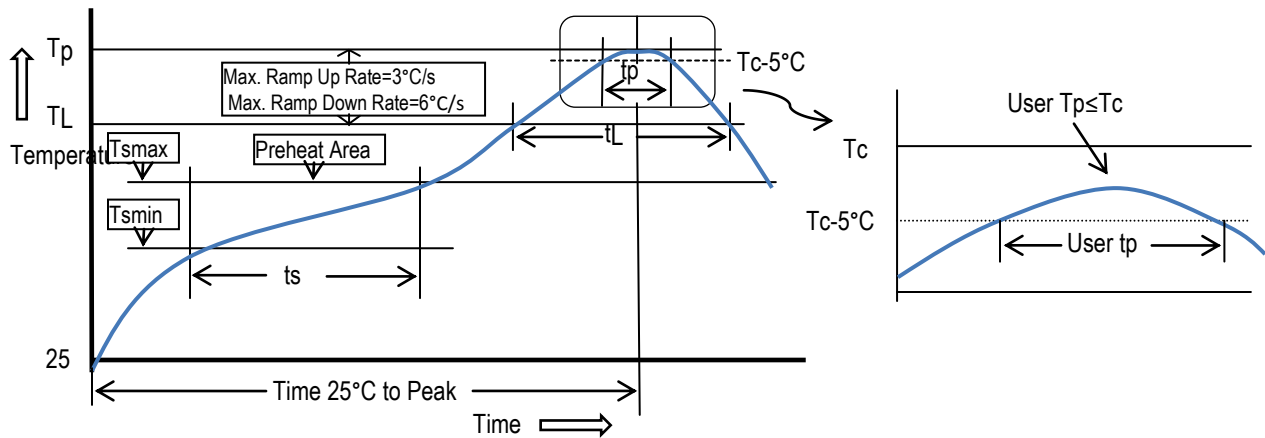 Tp
Max. Ramp Up Rate=3°C/s
Max. Ramp Down Rate=6°C/s
tp
Tc-5°C
TL
Temperatur
Tsmax
Preheat Area
tL
Tsmin
ts
25
Time 25°C to Peak
Time
User Tp≤Tc
Tc
Tc-5°C
User tp